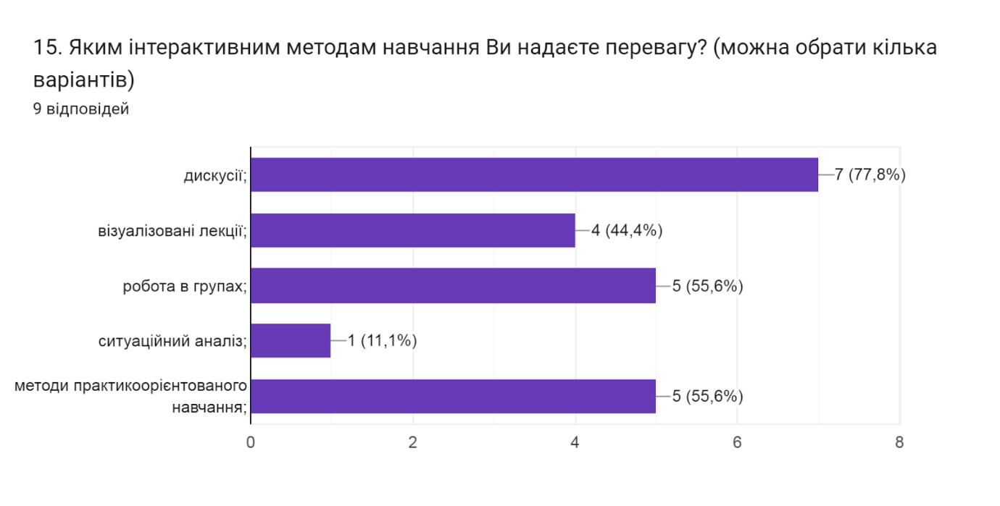 15. Яким інтерактивним методам навчання Ви надаєте перевагу? (можна обрати кілька
варіантів)
9 відповідей
дискусії;
7 (77,8%)
візуалізовані лекції;
4 (44,4%)
робота в групах;
5 (55,6%)
ситуаційний аналіз;
1 (11,1%)
методи практикоорієнтованого
навчання;
5 (55,6%)
0 2 4 6 8